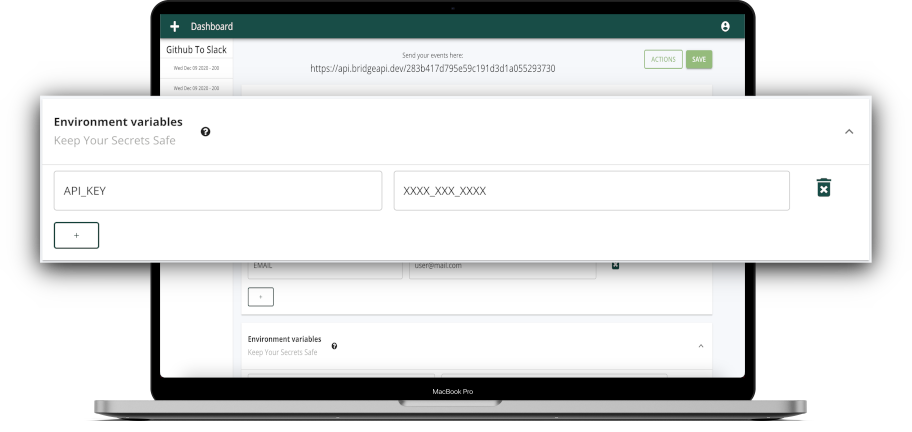 Dashboard
Github To Slack
Wed Dec 09 2020 - 200
Wed Dec 09 2020 - 200
Send your events here:
https://api.bridgeapi.dev/283b417d795e59c191d3d1a055293730
ACTIONS
SAVE
Environment variables
Keep Your Secrets Safe
API_KEY
XXXX_XXX_XXXX
+
EMAIL
user@mail.com
+
Environment variables
Keep Your Secrets Safe
MacBook Pro